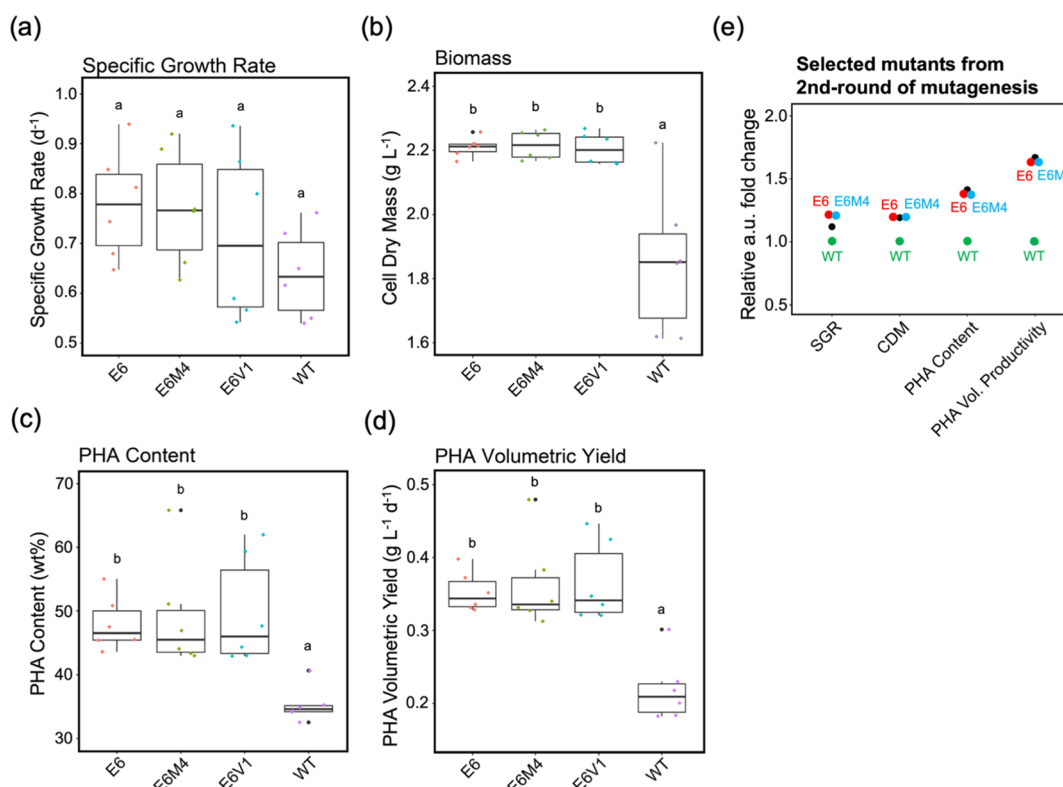 (a)
Specific Growth Rate
Specific Growth Rate (d⁻¹)
1.0
0.9
0.8
0.7
0.6
0.5
a
a
a
a
E6
E6M4
E6V1
WT
(b)
Biomass
Cell Dry Mass (g L⁻¹)
2.4
2.2
2.0
1.8
1.6
b
b
b
a
E6
E6M4
E6V1
WT
(e)
Selected mutants from
2nd-round of mutagenesis
Relative a.u. fold change
2.0
1.5
1.0
0.5
E6 E6M4
WT
E6 E6M4
WT
E6 E6M4
WT
E6 E6M
WT
SGR
CDM
PHA Content
PHA Vol. Productivity
(c)
PHA Content
PHA Content (wt%)
70
60
50
40
30
b
b
b
a
E6
E6M4
E6V1
WT
(d)
PHA Volumetric Yield
PHA Volumetric Yield (g L⁻¹ d⁻¹)
0.5
0.4
0.3
0.2
b
b
b
a
E6
E6M4
E6V1
WT